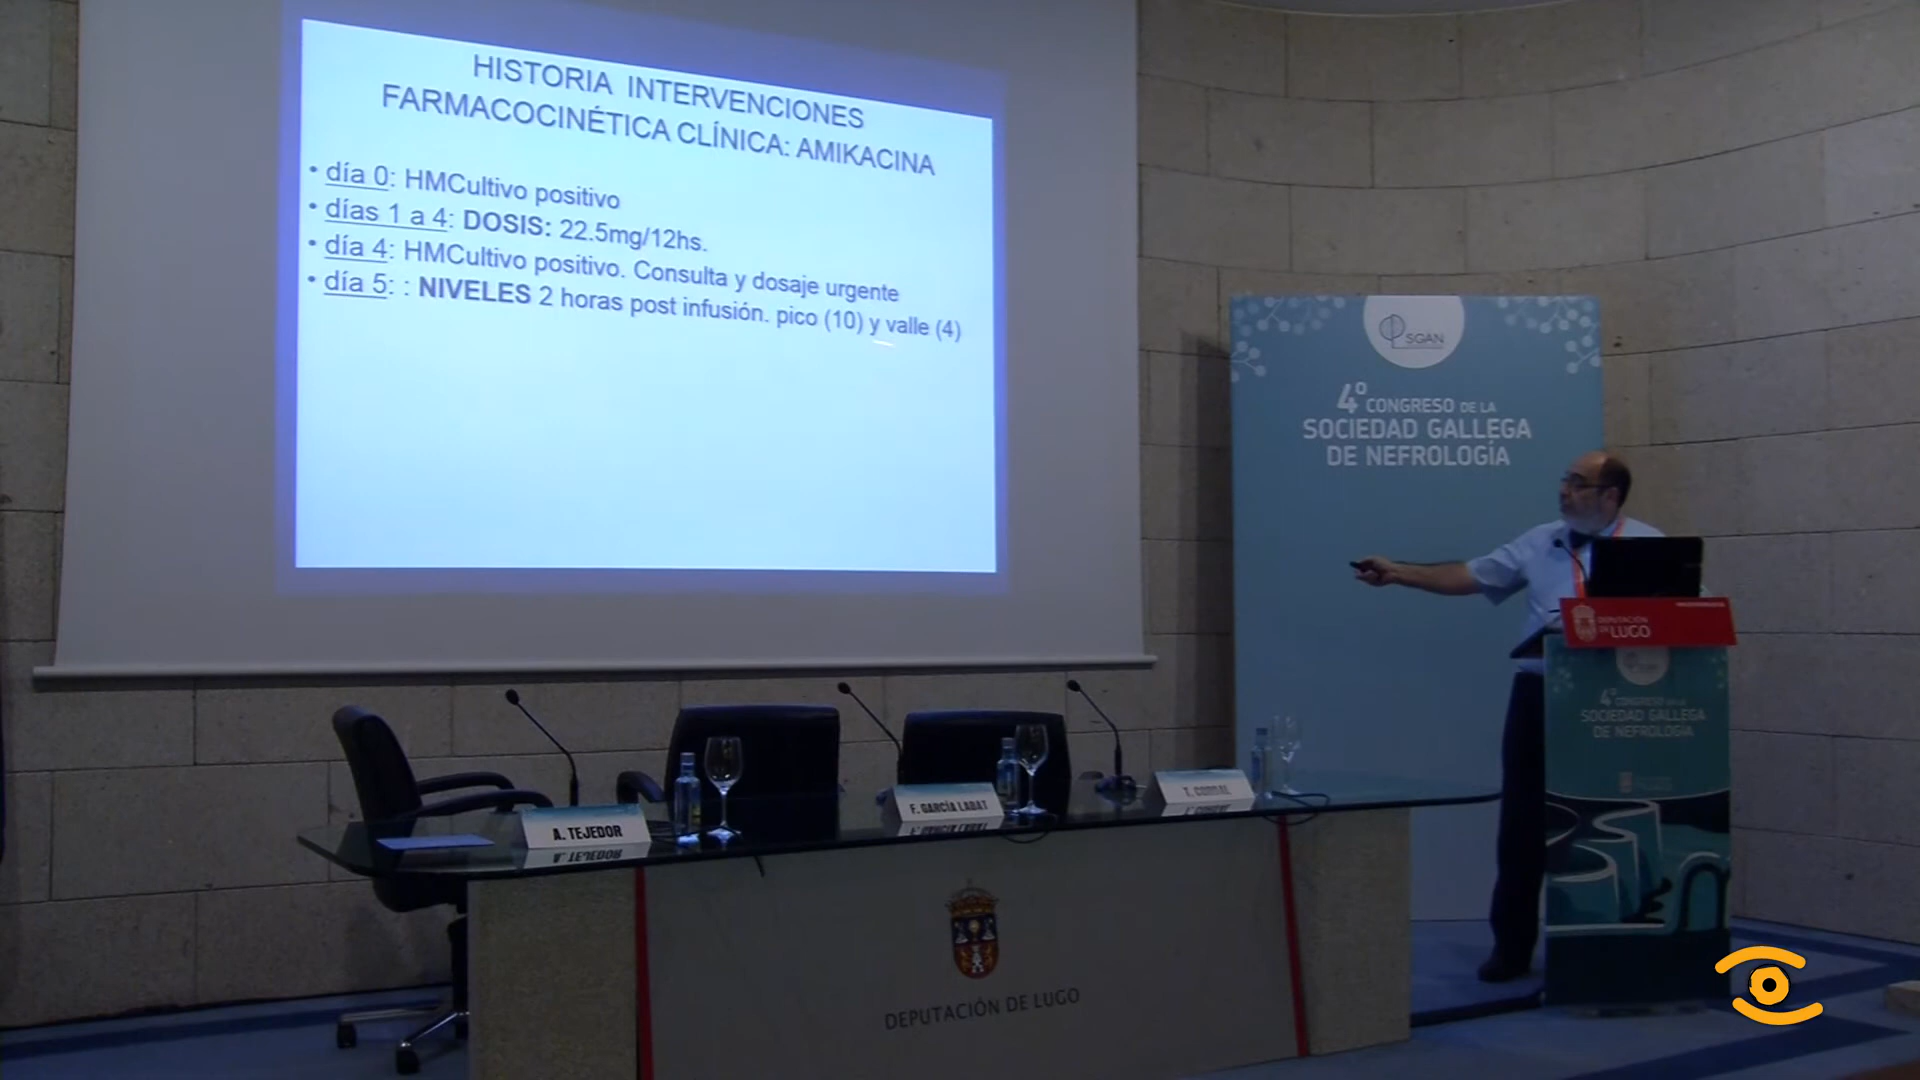 HISTORIA INTERVENCIONES
FARMACOCINÉTICA CLÍNICA: AMIKACINA
• día 0: HMCultivo positivo
• días 1 a 4: DOSIS: 22.5mg/12hs.
• día 4: HMCultivo positivo. Consulta y dosaje urgente
• día 5: : NIVELES 2 horas post infusión. pico (10) y valle (4)
SGAN
4º CONGRESO DE LA
SOCIEDAD GALLEGA
DE NEFROLOGÍA
DEPUTACIÓN
DE LUGO
4º CONGRESO DE LA
SOCIEDAD GALLEGA
DE NEFROLOGÍA
A. TEJEDOR
F. GARCÍA LABAT
T. CORDAL
DEPUTACIÓN DE LUGO